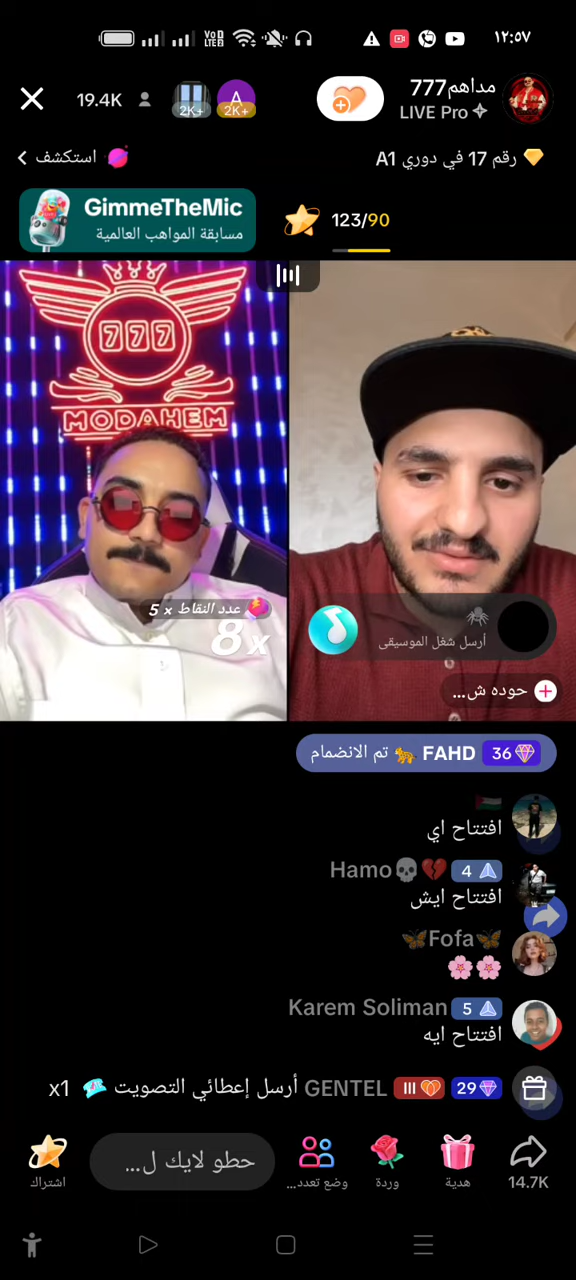 ١٢:٥٧
Vo LTE2
مداهم777
LIVE Pro
19.4K
2K+
A
2K+
رقم 17 في دوري A1
استكشف
GimmeTheMic
مسابقة المواهب العالمية
123/90
777
MODAHEM
عدد النقاط x 5
8x
أرسل شغل الموسيقى
حوده ش...
36 FAHD تم الانضمام
افتتاح اي
4 Hamo
افتتاح ايش
Fofa
5 Karem Soliman
افتتاح ايه
29 III GENTEL أرسل إعطائي التصويت x1
حطو لايك ل...
اشتراك
وضع تعدد...
وردة
هدية
14.7K